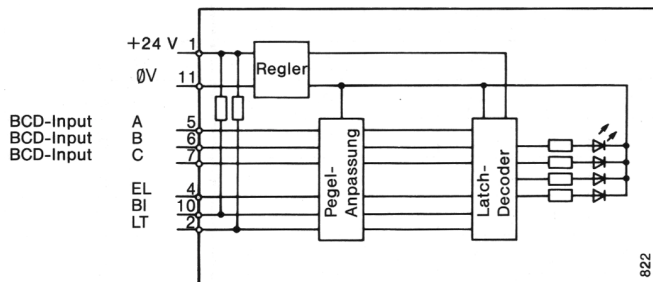 +24 V 1
ØV 11
Regler
BCD-Input A 5
BCD-Input B 6
BCD-Input C 7
EL 4
BI 10
LT 2
Pegel-
Anpassung
Latch-
Decoder
822